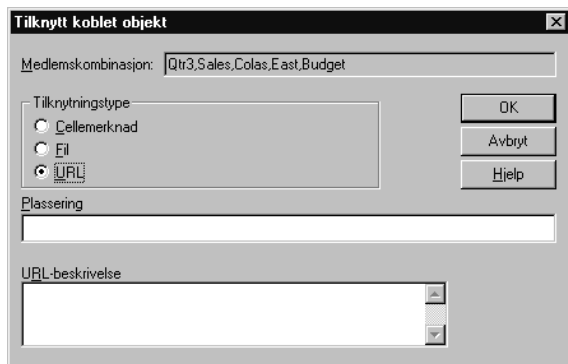 Tilknytt koblet objekt
Medlemskombinasjon: Qtr3,Sales,Colas,East,Budget
Tilknytningstype
Cellemerknad
Fil
URL
OK
Avbryt
Hjelp
Plassering
URL-beskrivelse